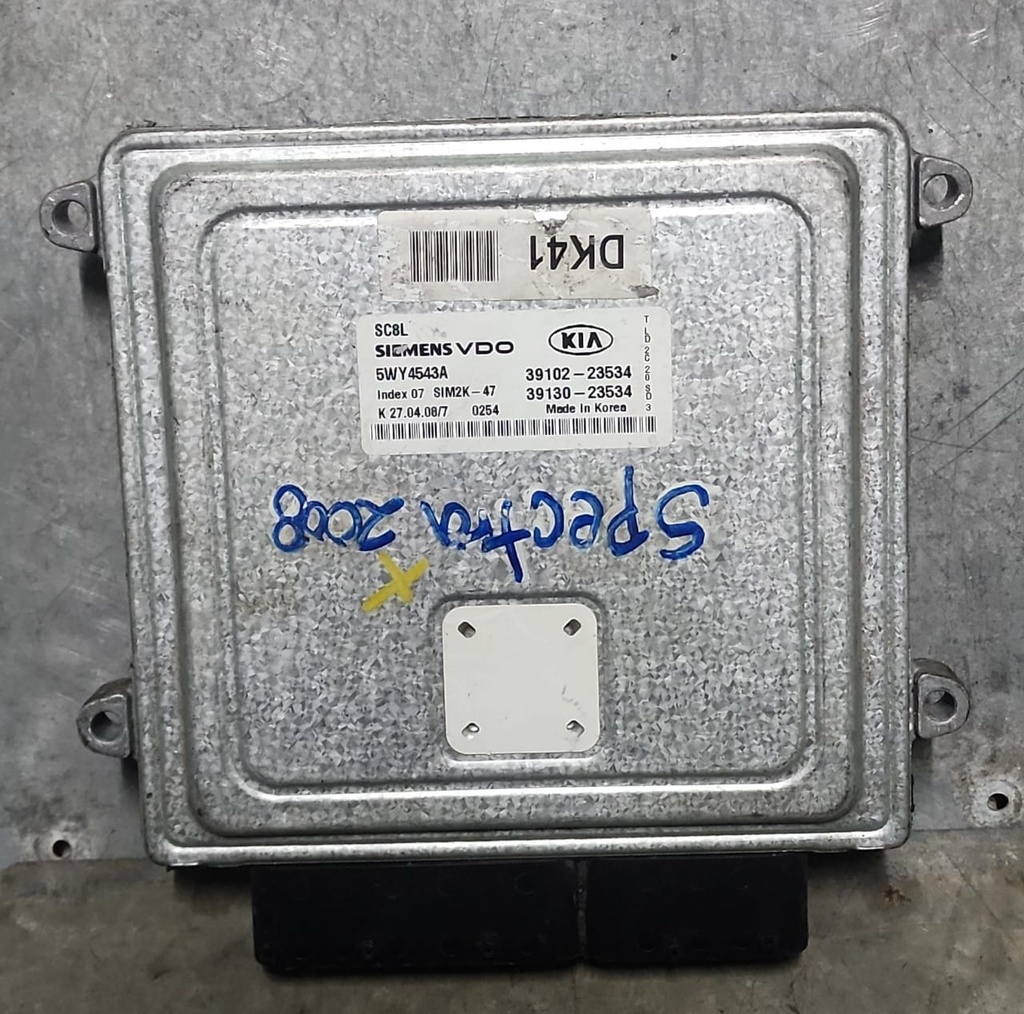 DK41
SC8L
SIEMENS VDO KIA
5WY4543A 39102-23534
Index 07 SIM2K-47 39130-23534
K 27.04.08/7 0254 Made In Korea
TLD2C20SD3
Spectra 2008